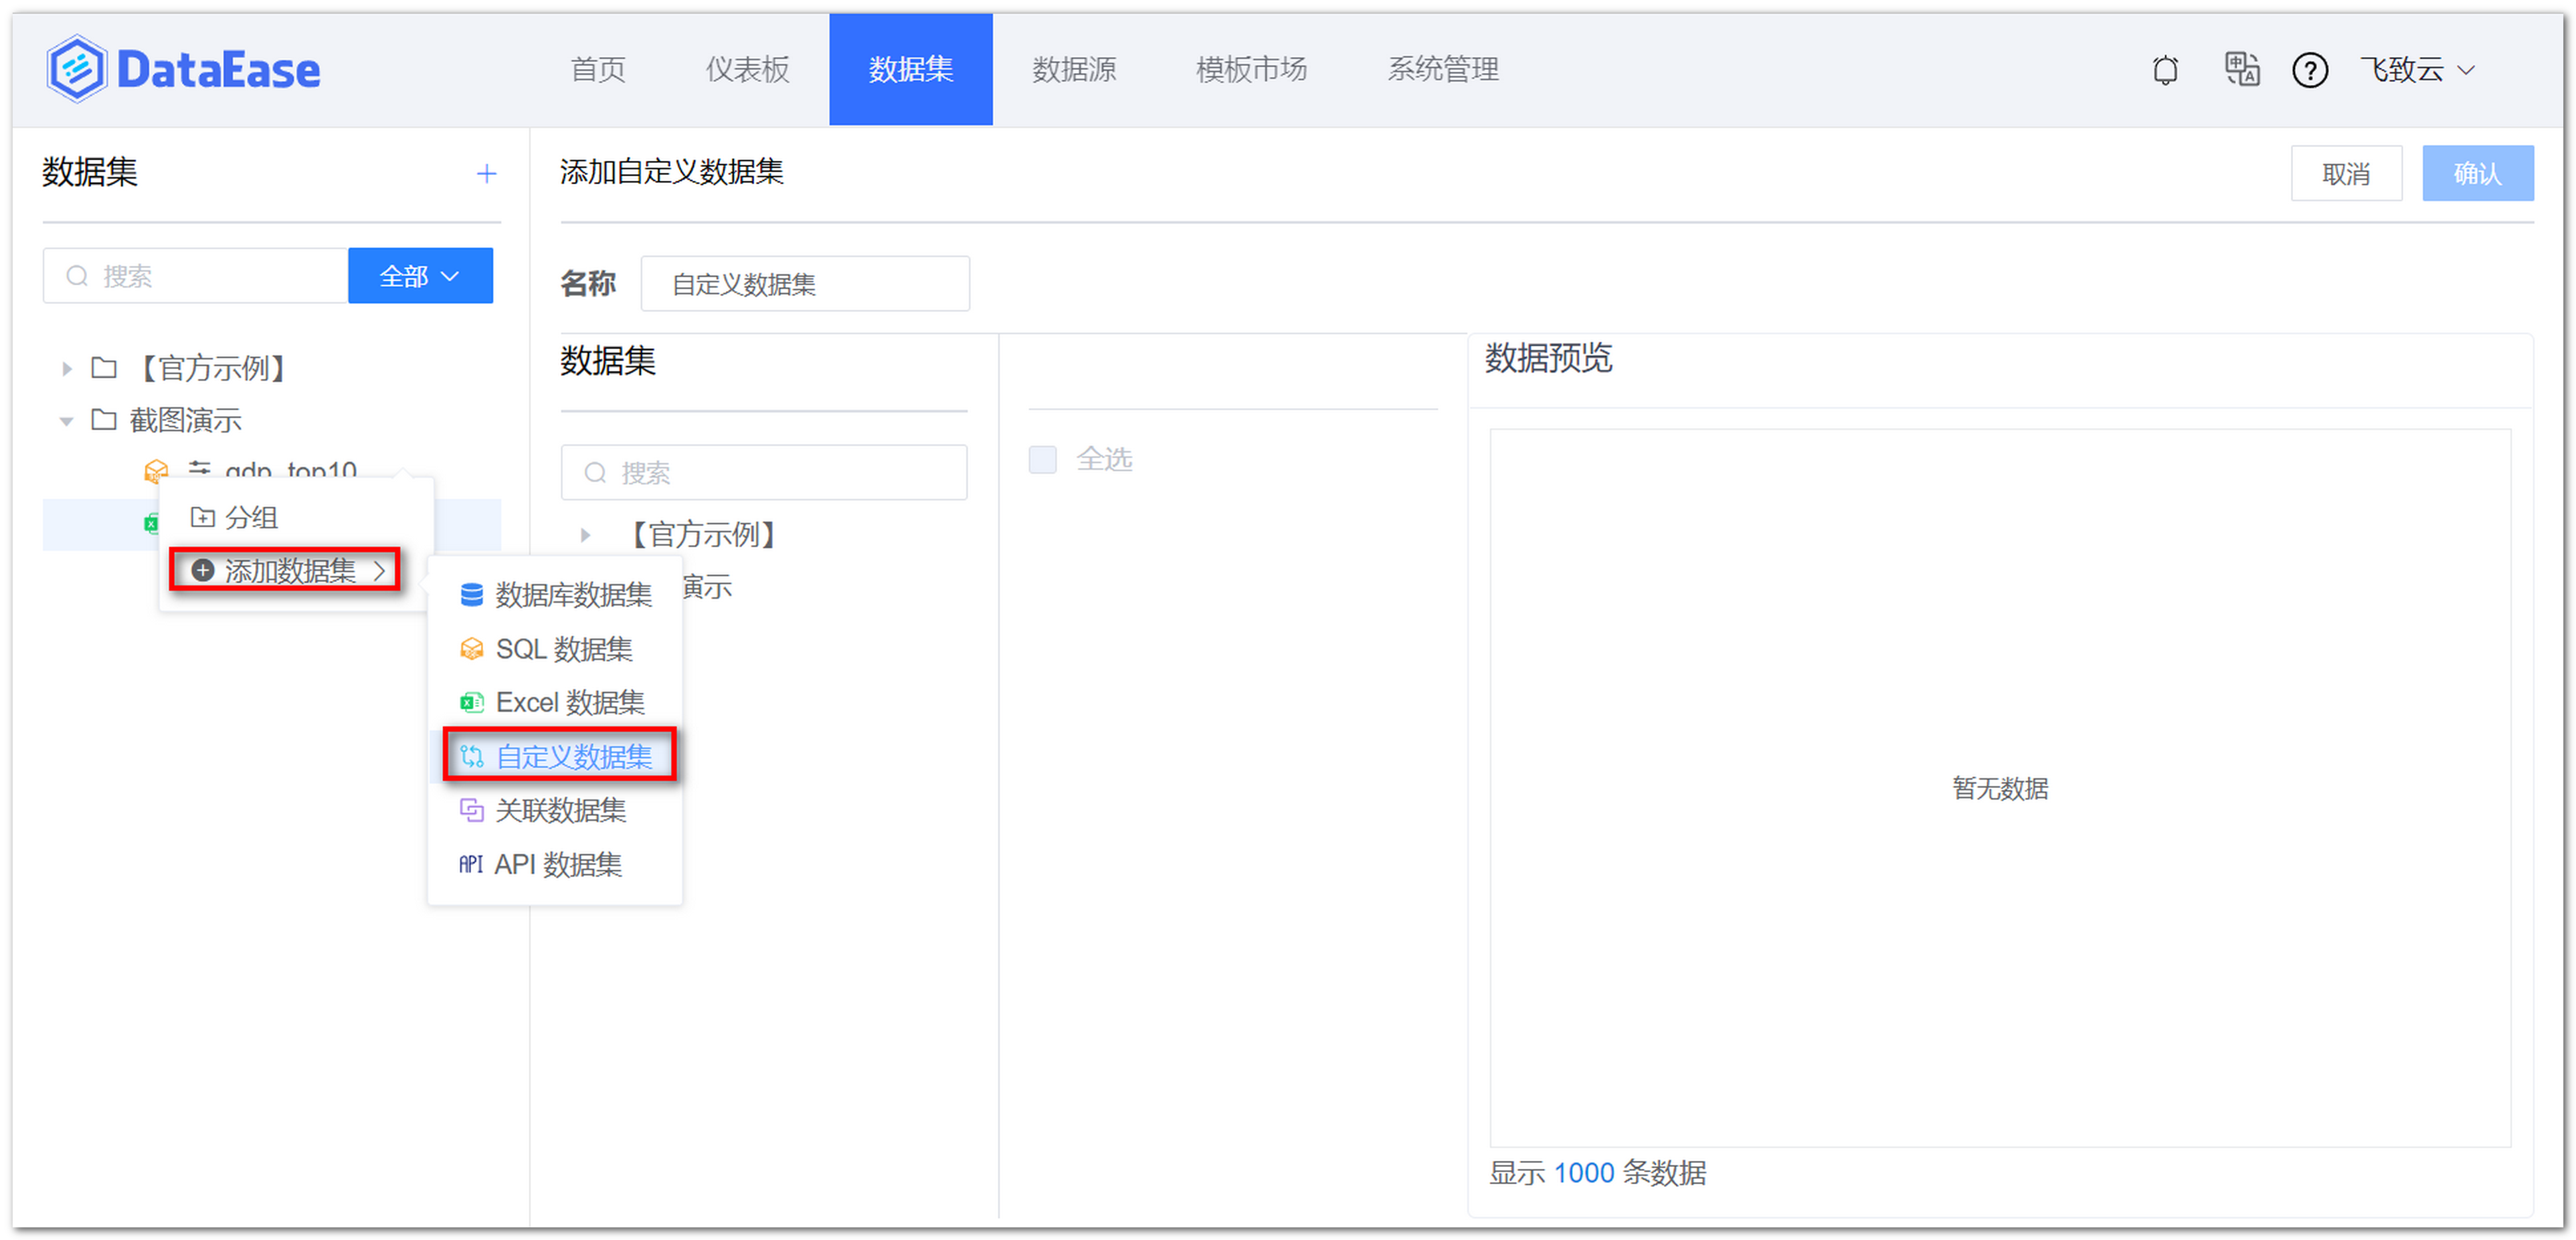 DataEase
首页 仪表板 数据集 数据源 模板市场 系统管理 飞致云
数据集
搜索 全部
【官方示例】
截图演示
gdp_top10
分组
添加数据集
数据库数据集
SQL 数据集
Excel 数据集
自定义数据集
关联数据集
API API 数据集
添加自定义数据集
取消 确认
名称 自定义数据集
数据集
搜索
【官方示例】
演示
全选
数据预览
暂无数据
显示 1000 条数据